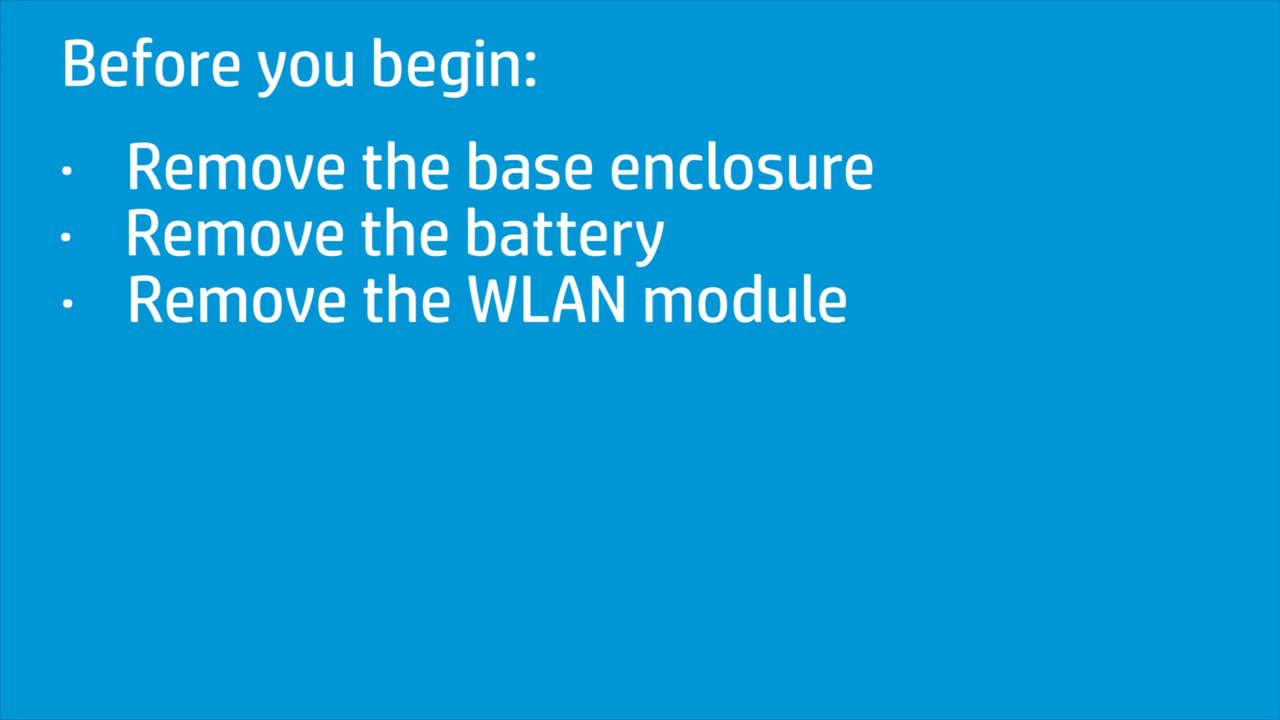 Before you begin:
· Remove the base enclosure
· Remove the battery
· Remove the WLAN module